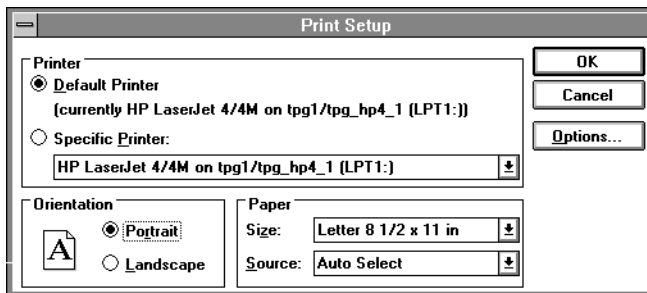 Print Setup
Printer
Default Printer
(currently HP LaserJet 4/4M on tpg1/tpg_hp4_1 (LPT1:))
Specific Printer:
HP LaserJet 4/4M on tpg1/tpg_hp4_1 (LPT1:)
OK
Cancel
Options...
Orientation
A
Portrait
Landscape
Paper
Size: Letter 8 1/2 x 11 in
Source: Auto Select